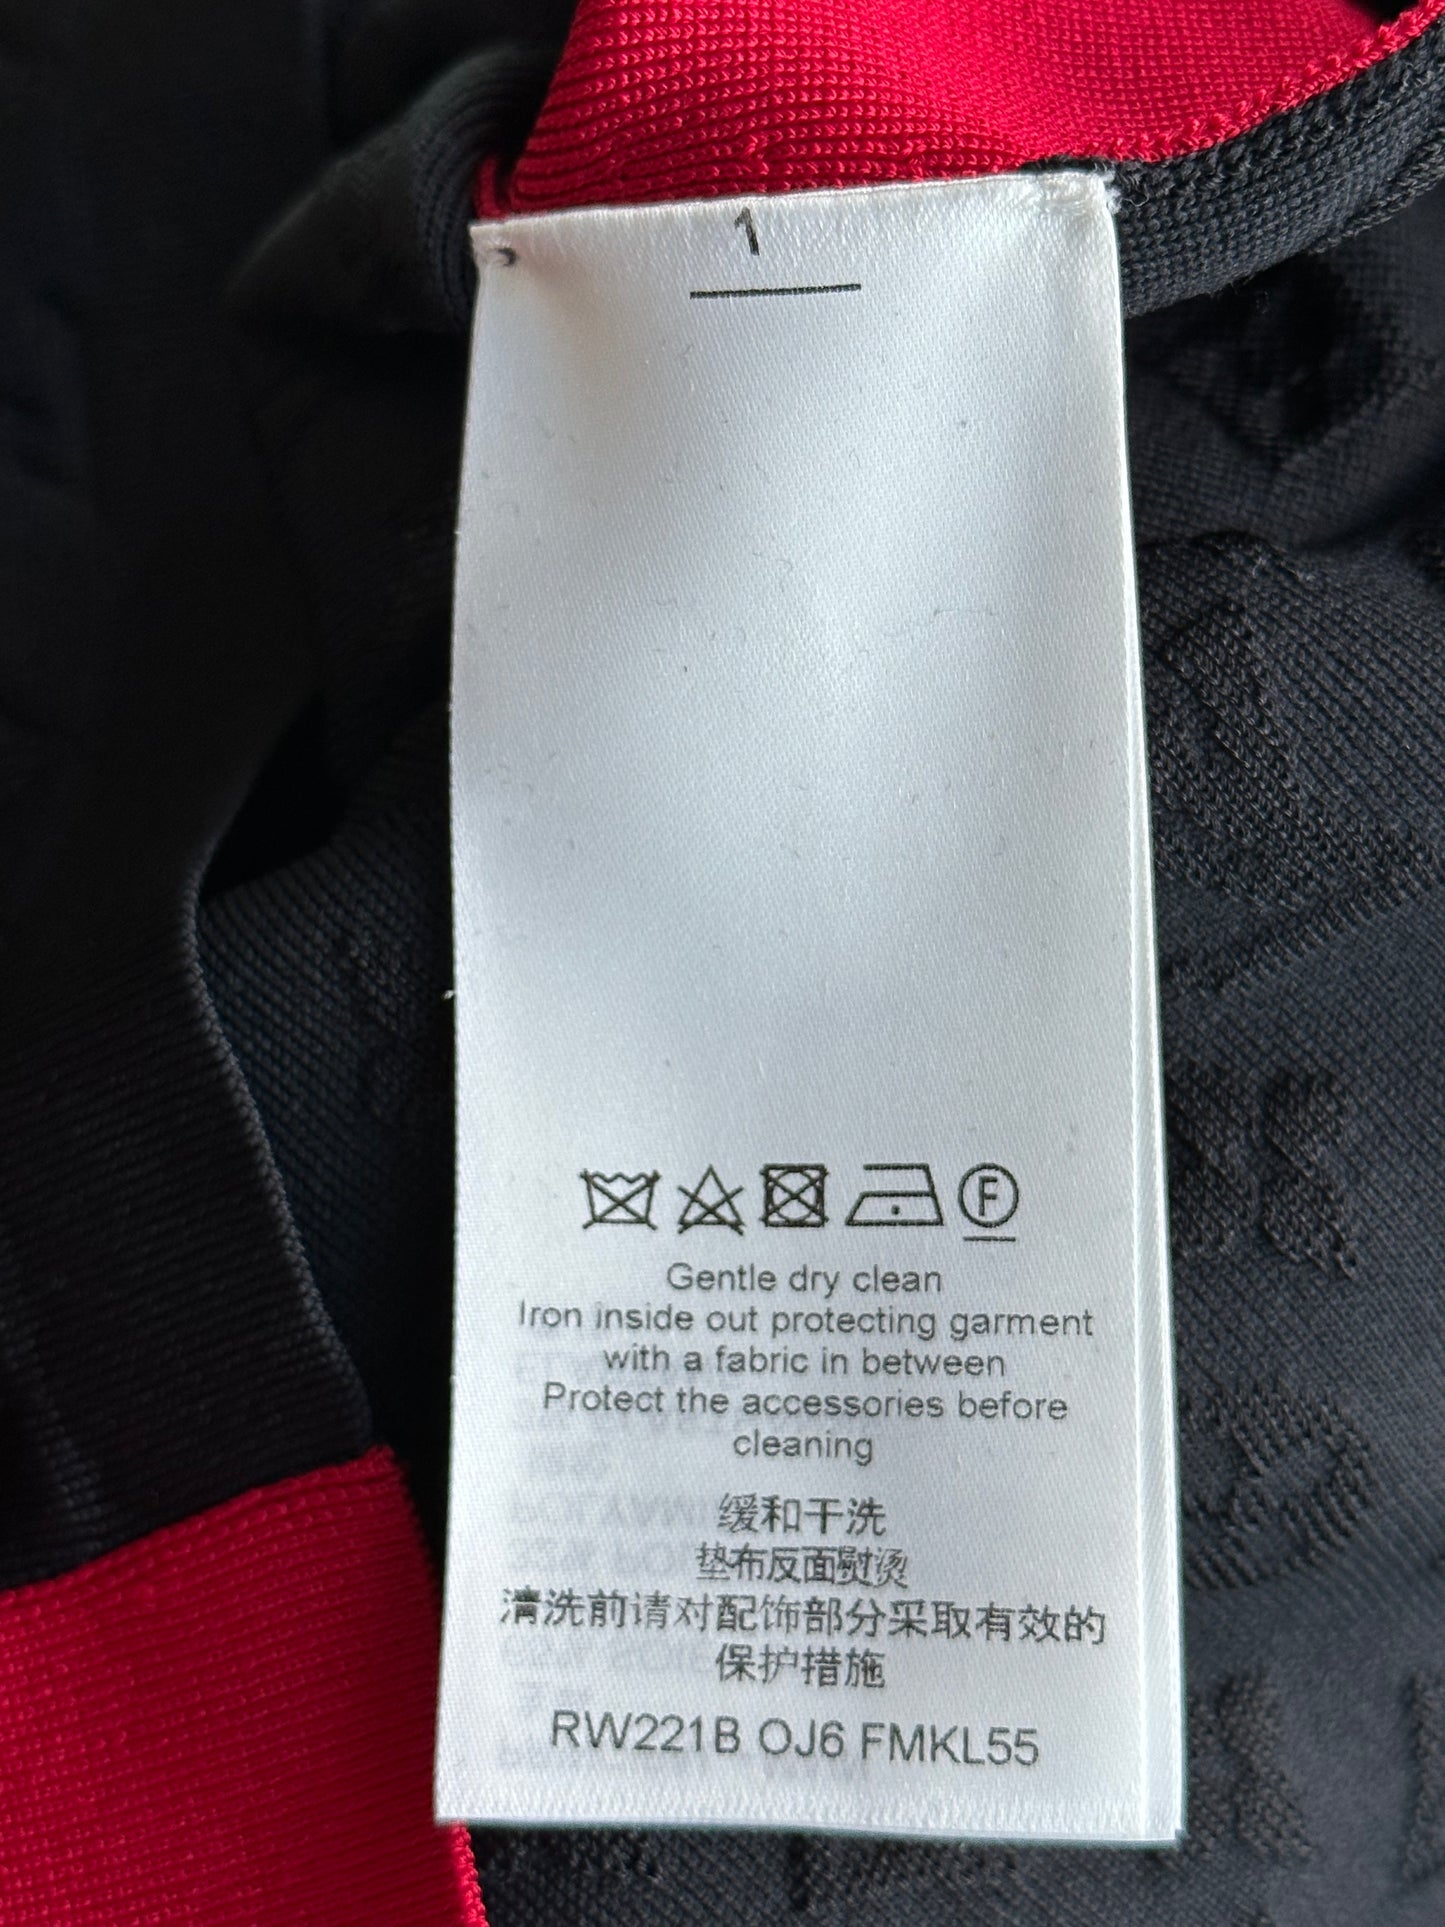 1
F
Gentle dry clean
Iron inside out protecting garment
with a fabric in between
Protect the accessories before
cleaning
缓和干洗
垫布反面熨烫
清洗前请对配饰部分采取有效的
保护措施
RW221B OJ6 FMKL55